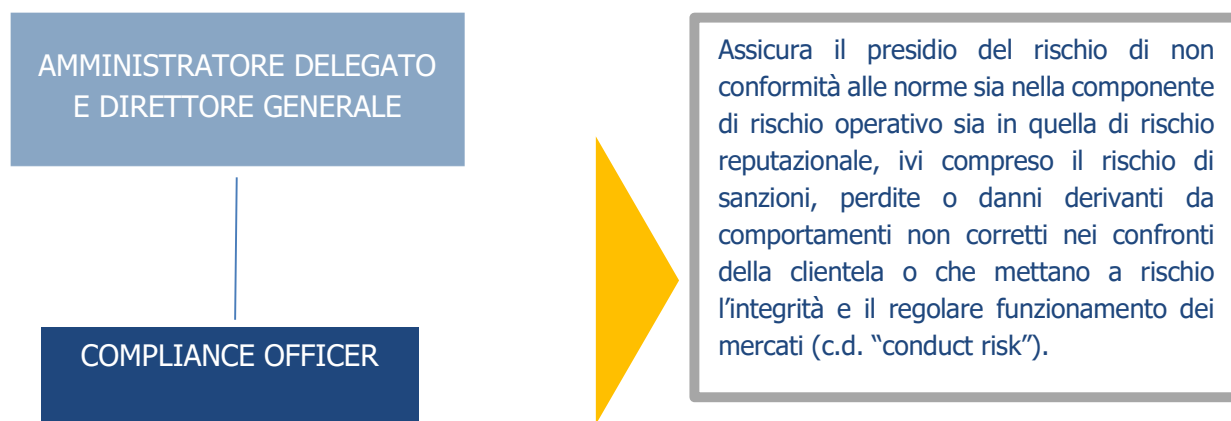 AMMINISTRATORE DELEGATO
E DIRETTORE GENERALE
COMPLIANCE OFFICER
Assicura il presidio del rischio di non
conformità alle norme sia nella componente
di rischio operativo sia in quella di rischio
reputazionale, ivi compreso il rischio di
sanzioni, perdite o danni derivanti da
comportamenti non corretti nei confronti
della clientela o che mettano a rischio
l’integrità e il regolare funzionamento dei
mercati (c.d. “conduct risk”).